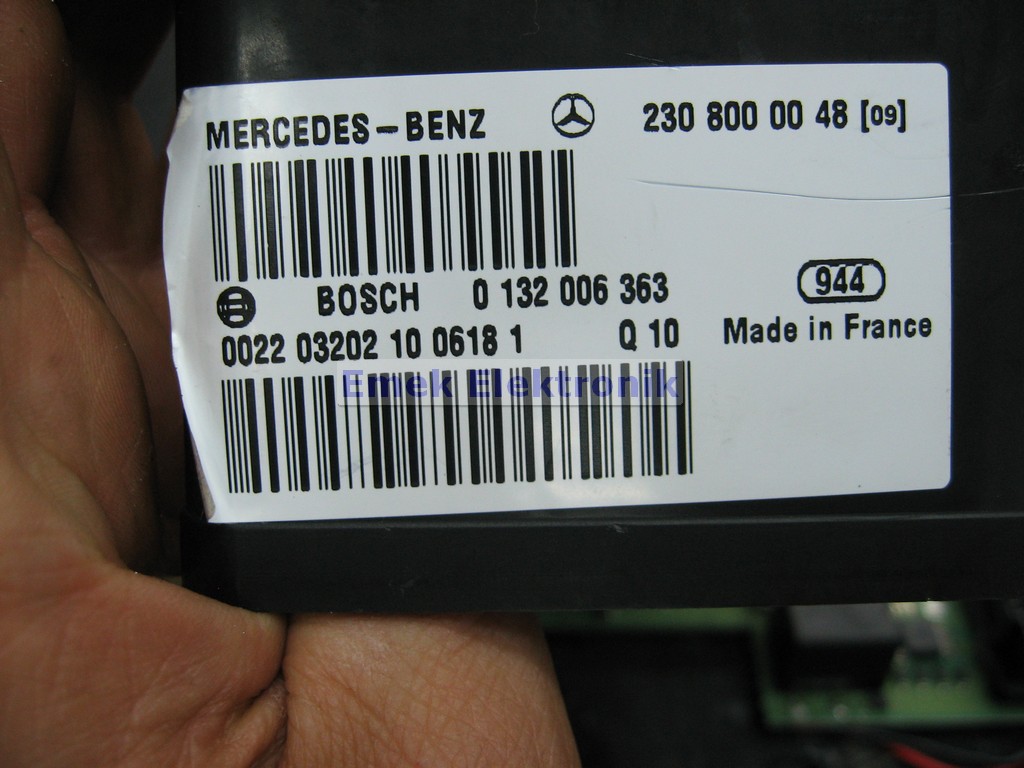 MERCEDES-BENZ 230 800 00 48 [09]
BOSCH 0 132 006 363
944
0022 03202 10 0618 1 Q 10
Made in France
Emek Elektronik